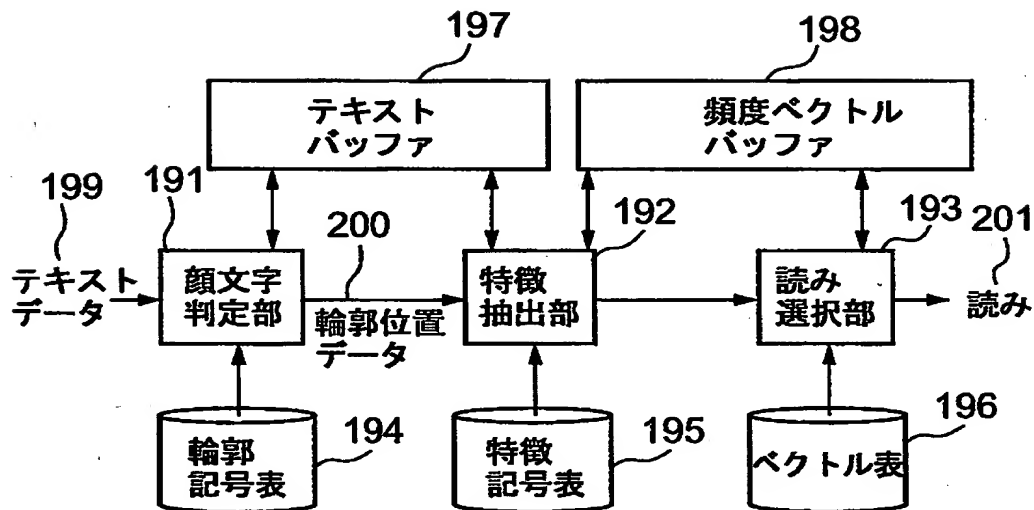 197
198
テキスト
バッファ
頻度ベクトル
バッファ
199
191
200
192
193
201
テキスト
データ
顔文字
判定部
輪郭位置
データ
特徴
抽出部
読み
選択部
読み
194
195
196
輪郭
記号表
特徴
記号表
ベクトル表